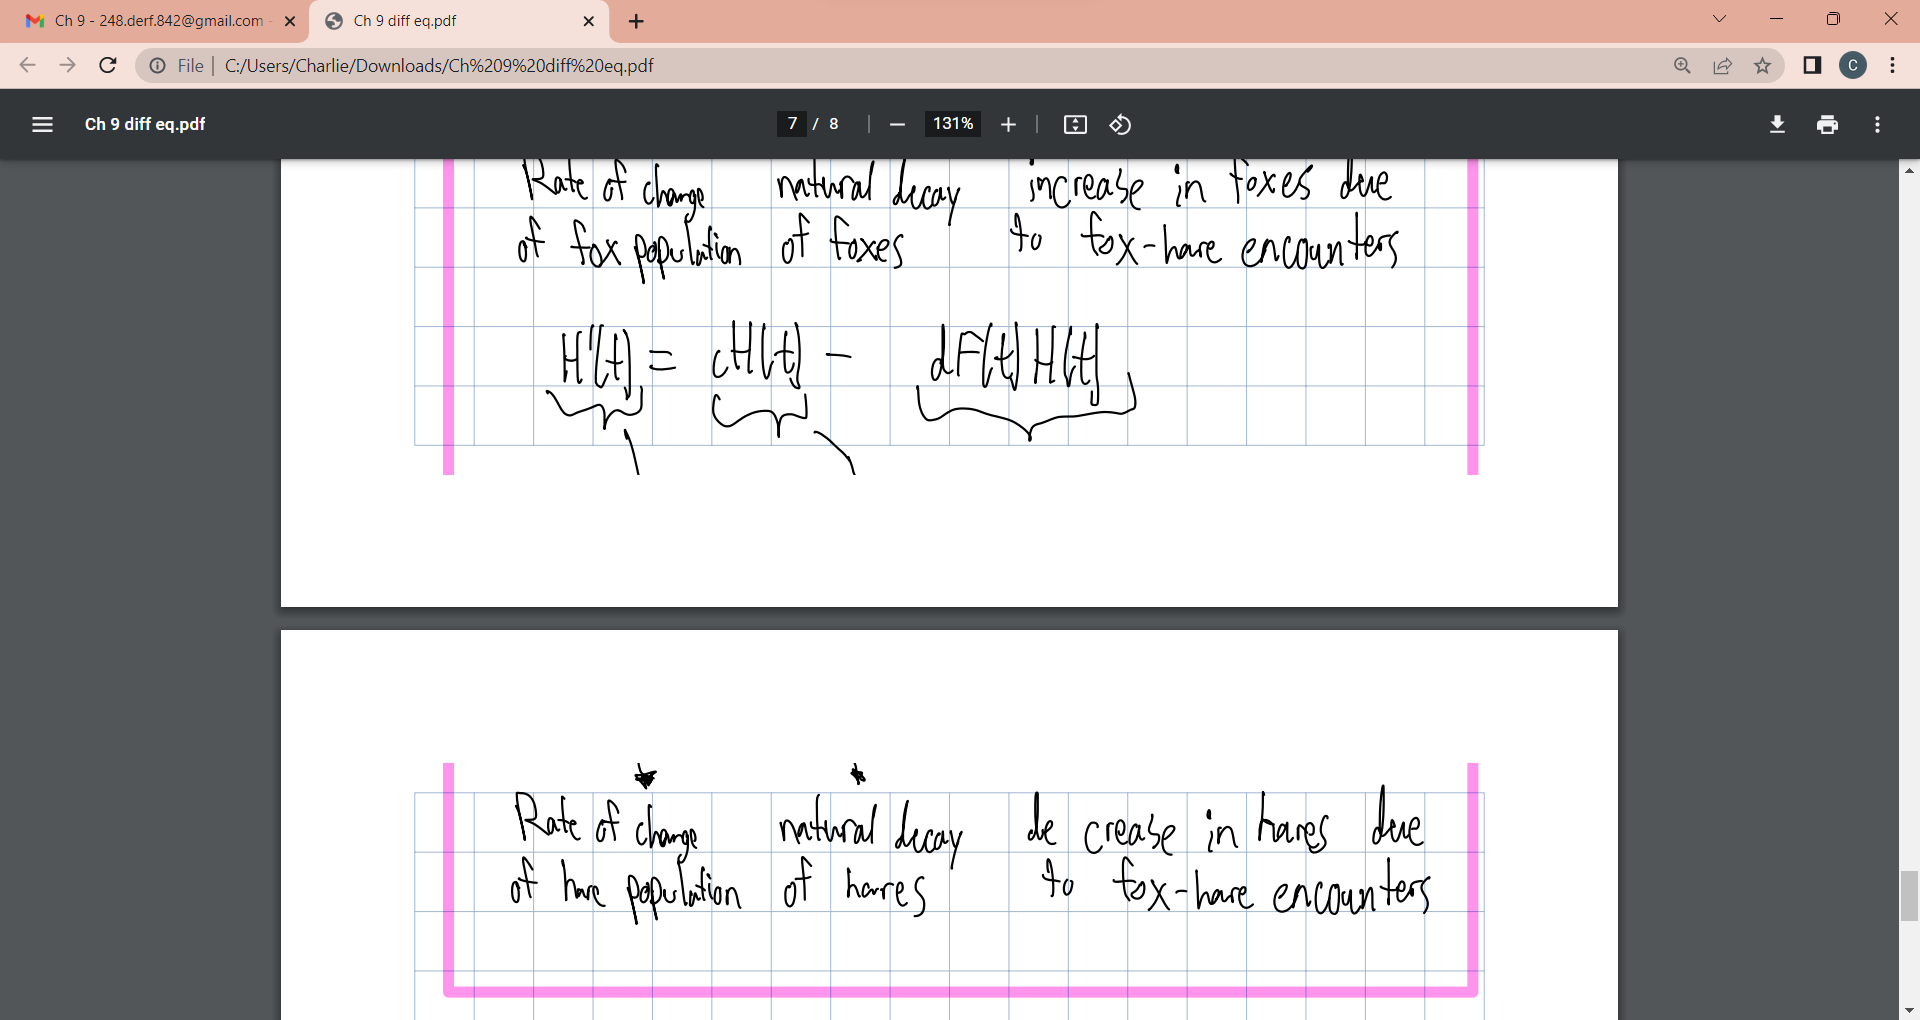 Ch 9 - 248.derf.842@gmail.com -
Ch 9 diff eq.pdf
File | C:/Users/Charlie/Downloads/Ch%209%20diff%20eq.pdf
C
Ch 9 diff eq.pdf
7 / 8
131%
Rate of change natural decay increase in foxes due
of fox population of foxes to fox-hare encounters
H'(t) = cH(t) - dF(t)H(t)
Rate of change natural decay de crease in hares due
of hare population of harres to fox-hare encounters